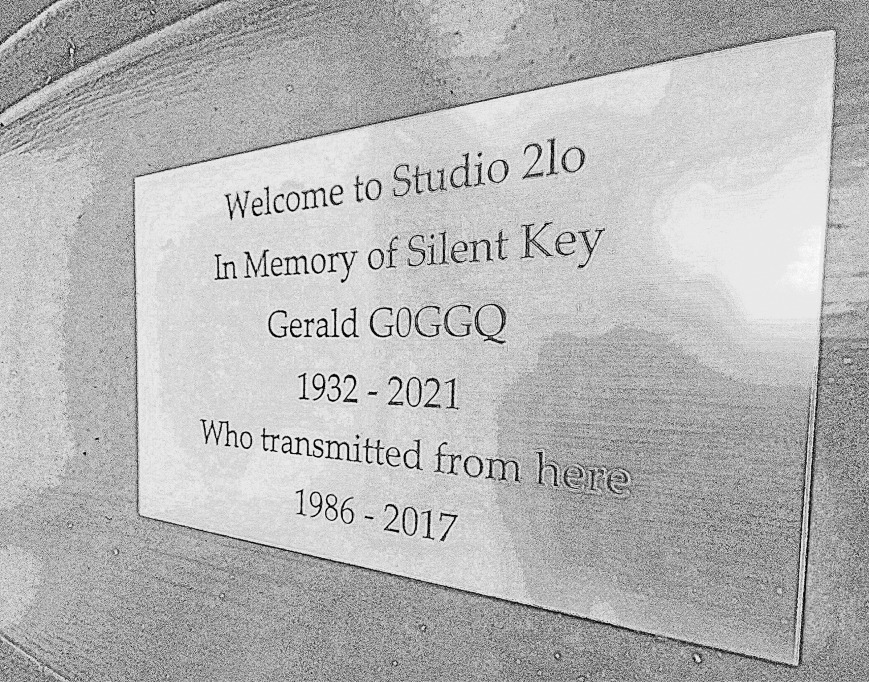 Welcome to Studio 2lo
In Memory of Silent Key
Gerald G0GGQ
1932 - 2021
Who transmitted from here
1986 - 2017